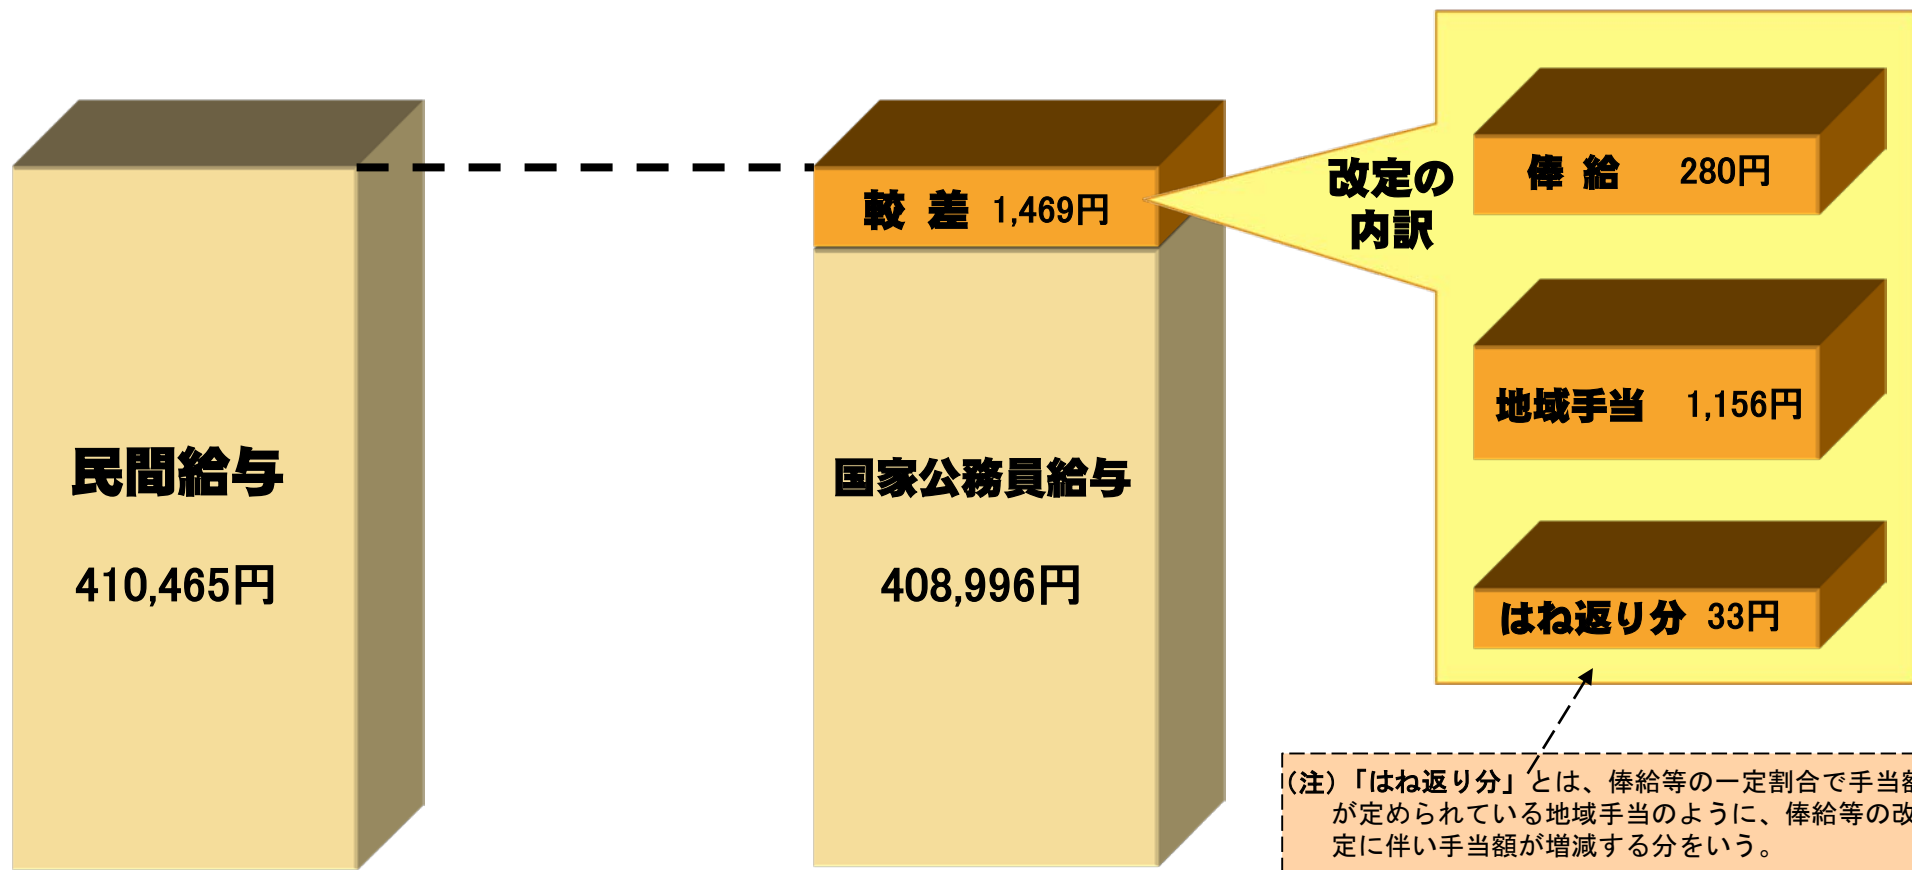 民間給与
410,465円
較 差 1,469円
国家公務員給与
408,996円
改定の
内訳
俸 給 280円
地域手当 1,156円
はね返り分 33円
(注)「はね返り分」とは、俸給等の一定割合で手当額
が定められている地域手当のように、俸給等の改
定に伴い手当額が増減する分をいう。